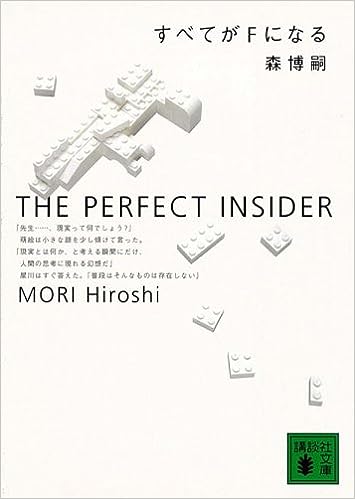 すべてがFになる
森博嗣
THE PERFECT INSIDER
「先生……、現実って何でしょう？」
萌絵は小さな顔を少し傾けて言った。
「現実とは何か、と考える瞬間にだけ、
人間の思考に現れる幻想だ」
犀川はすぐ答えた。「普段はそんなものは存在しない」
MORI Hiroshi
講談社
文庫